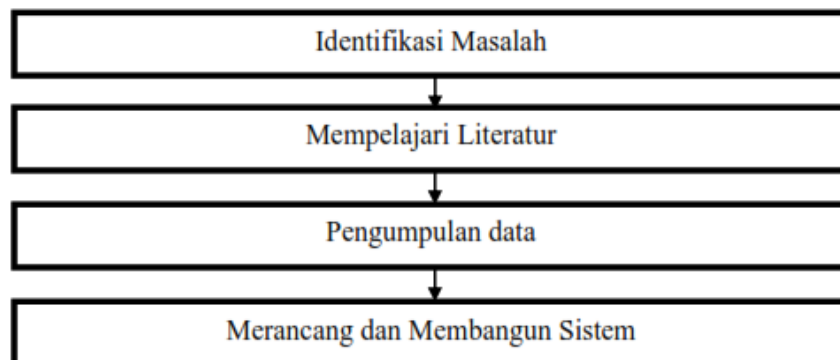 Identifikasi Masalah
Mempelajari Literatur
Pengumpulan data
Merancang dan Membangun Sistem